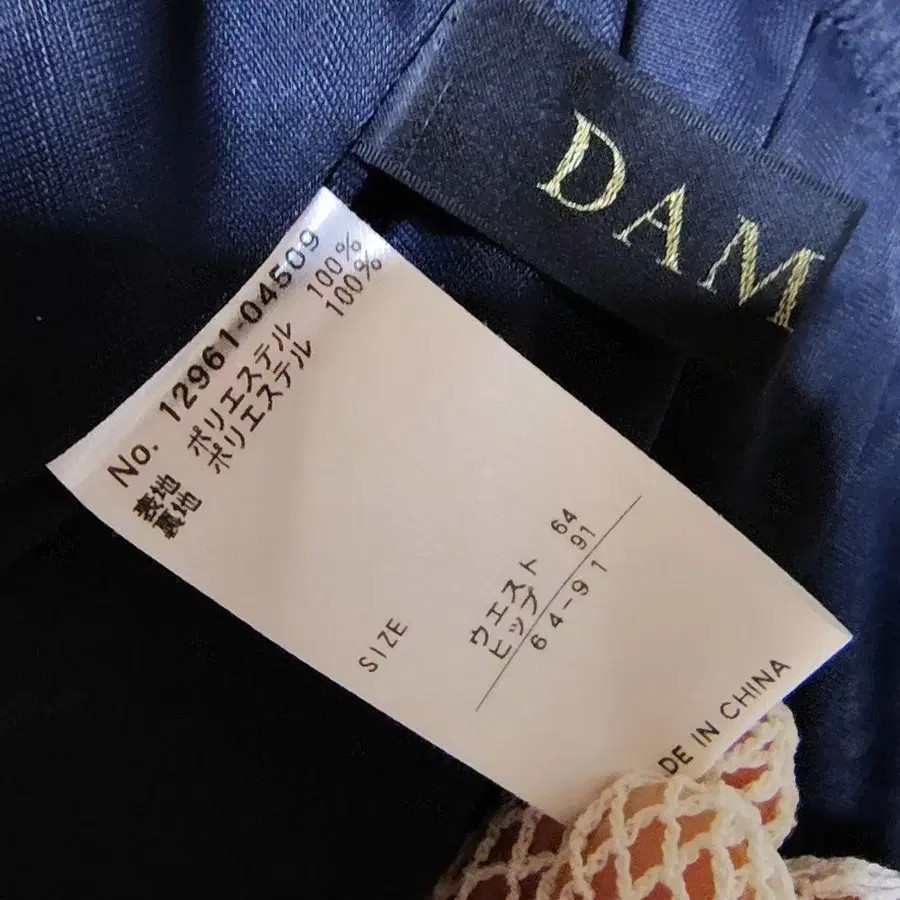 DAM
No. 12961-04509
表地 ポリエステル 100%
裏地 ポリエステル 100%
SIZE
ウエスト 64
ヒップ 91
64-91
DE IN CHINA